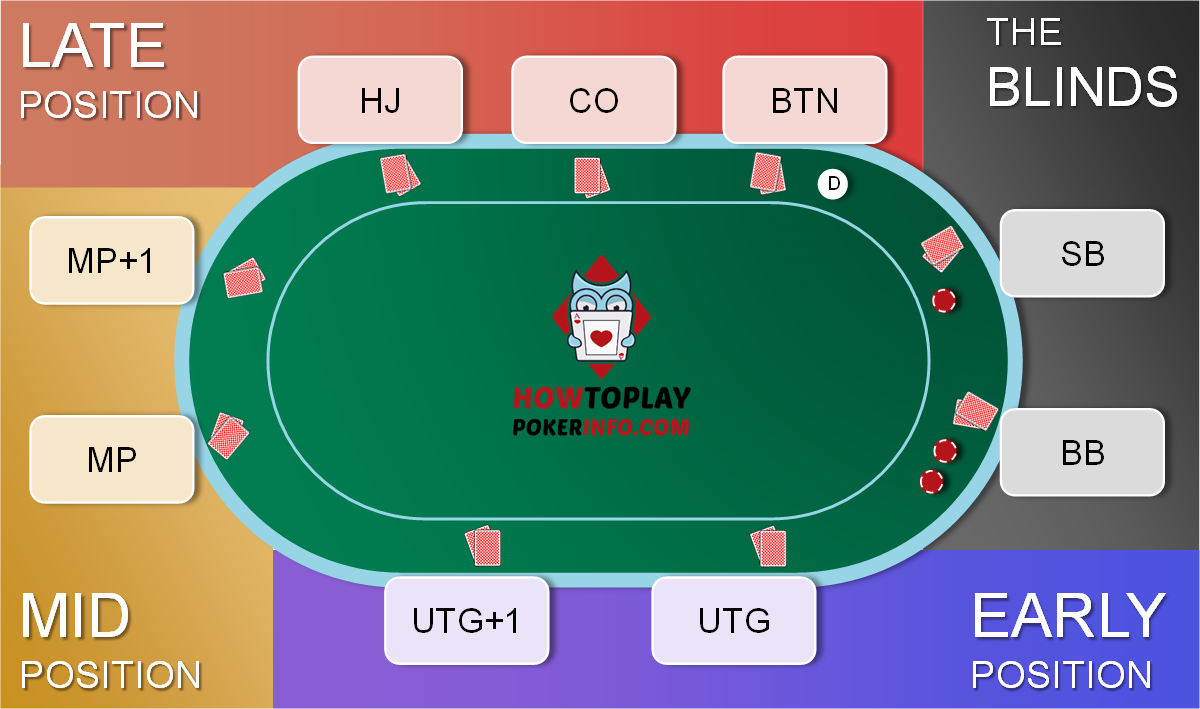 LATE
POSITION
THE
BLINDS
HJ
CO
BTN
D
MP+1
SB
HOWTOPLAY
POKERINFO.COM
MP
BB
MID
POSITION
UTG+1
UTG
EARLY
POSITION